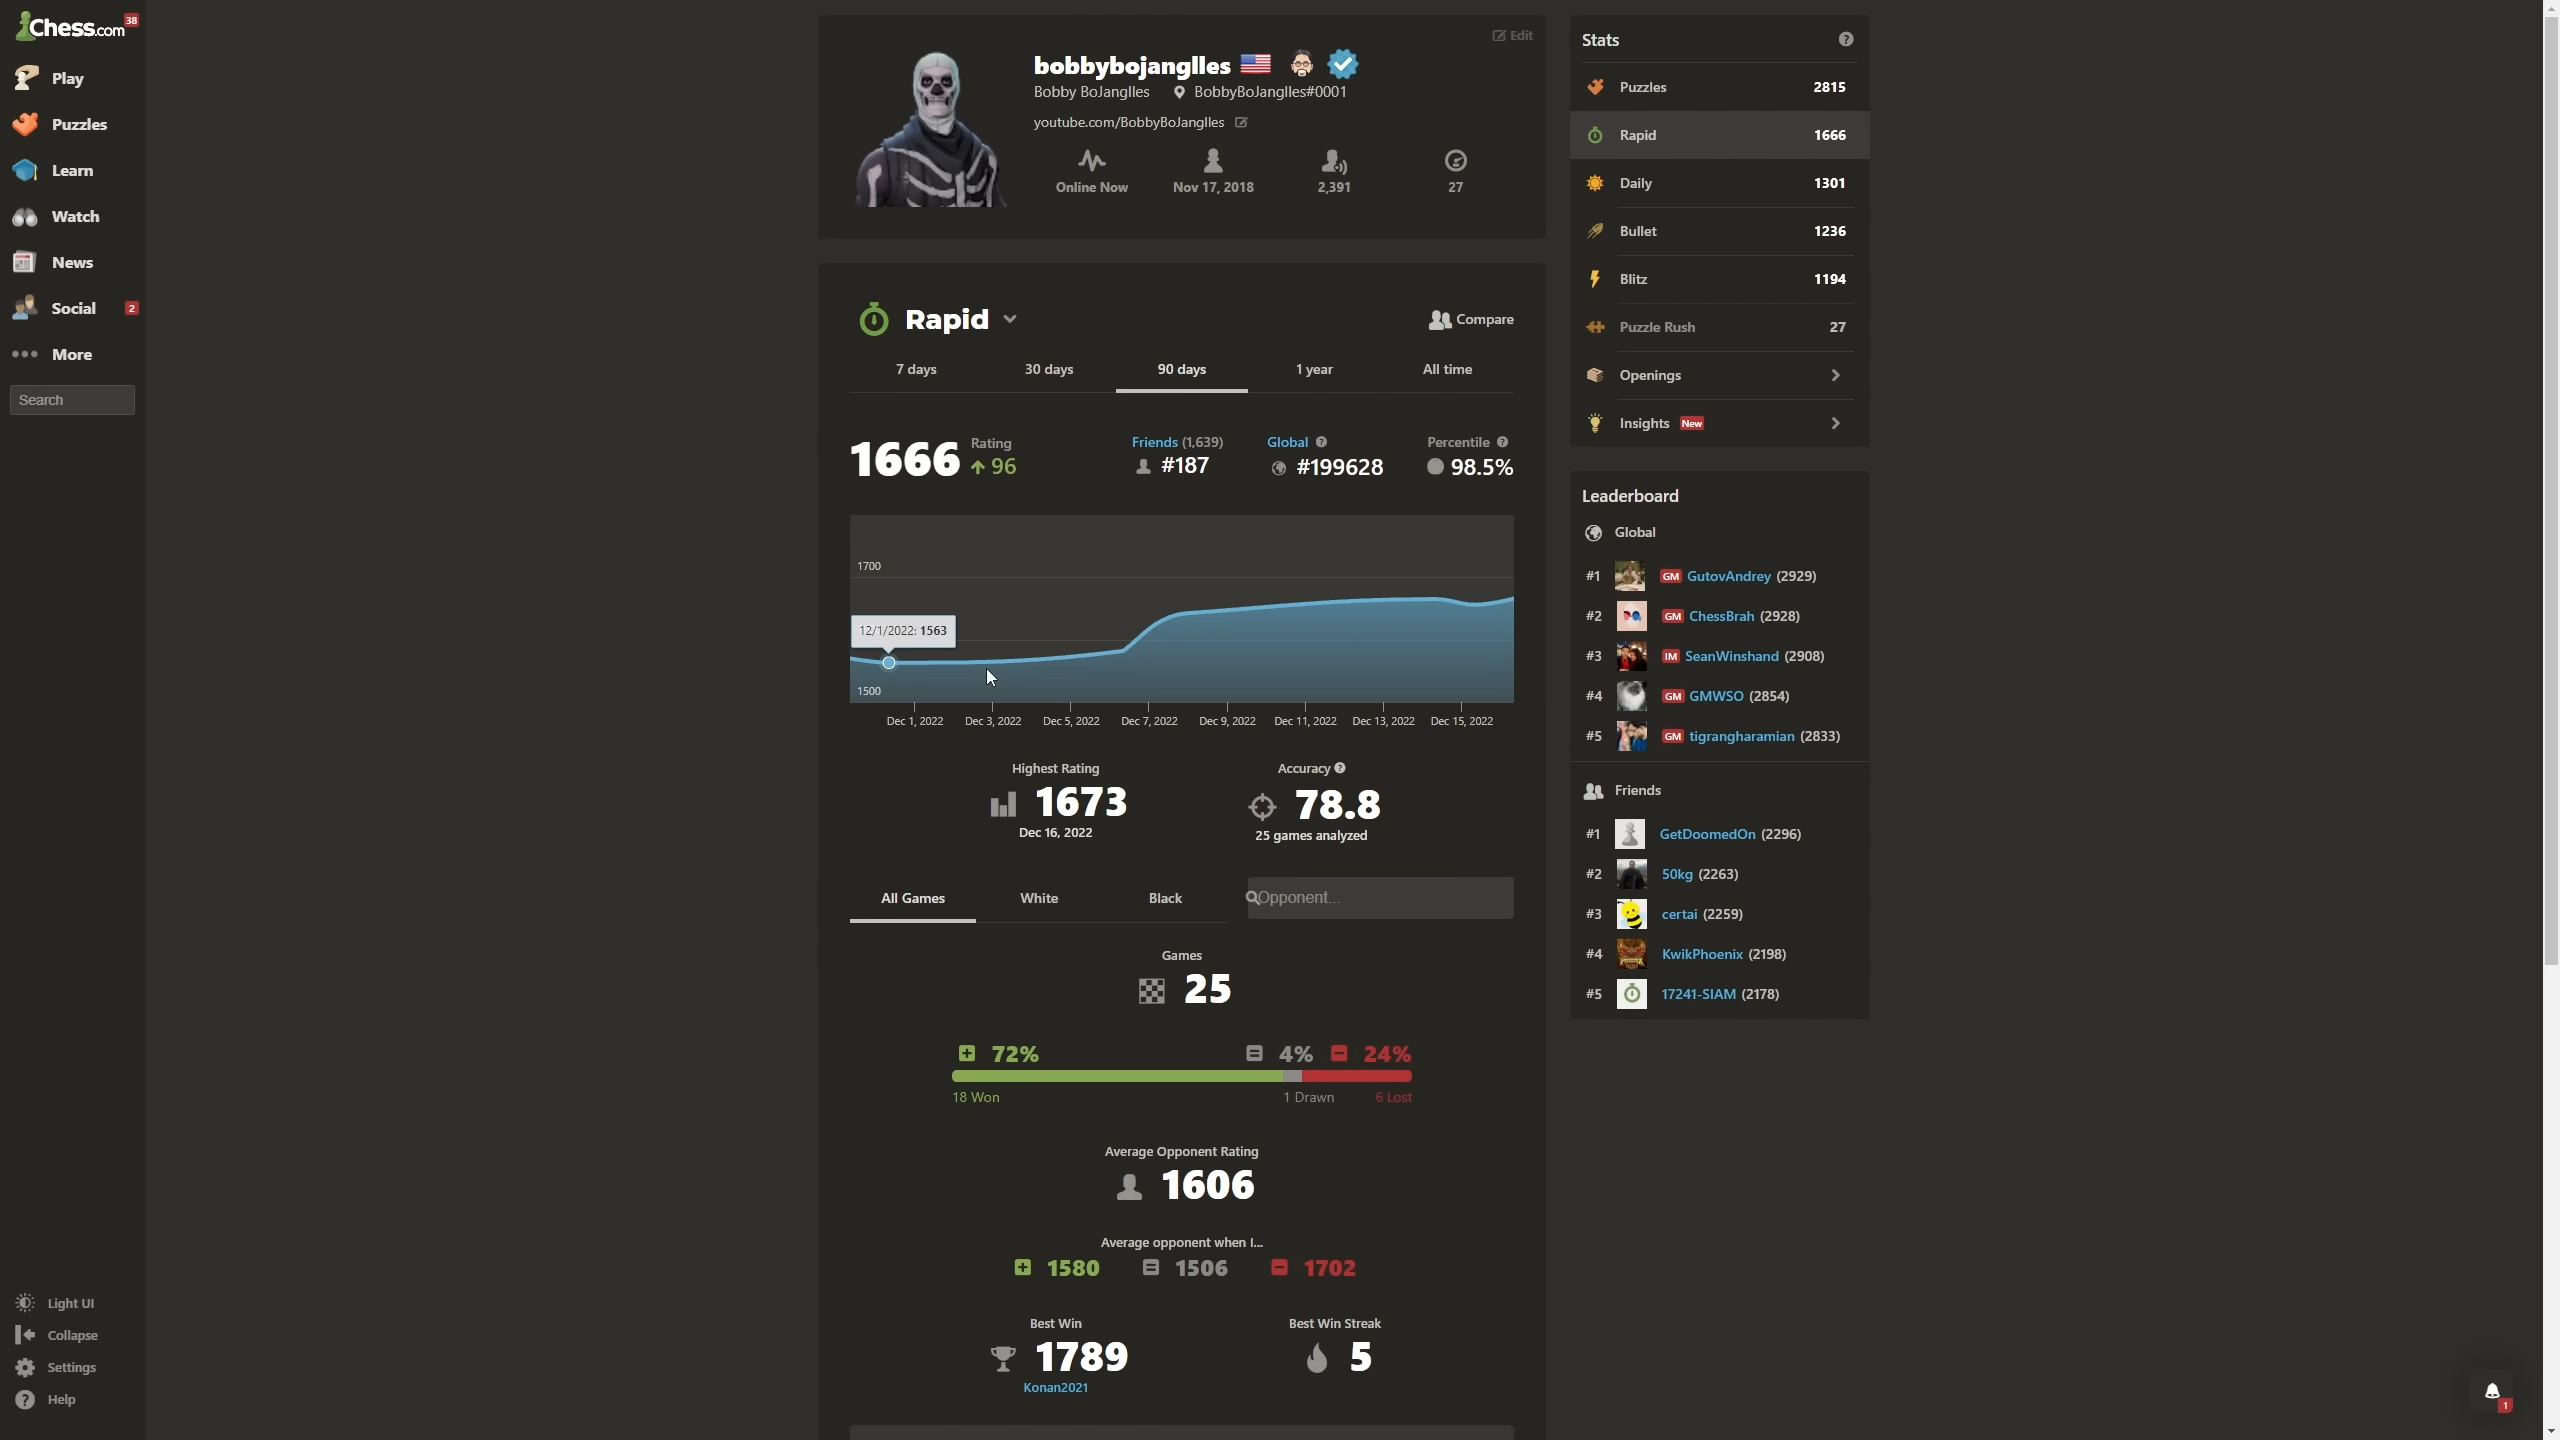 Chess.com 38
Play
Puzzles
Learn
Watch
News
Social 2
More
Search
Light UI
Collapse
Settings
Help
Edit
bobbybojanglles
Bobby BoJanglles BobbyBoJanglles#0001
youtube.com/BobbyBoJanglles
Online Now Nov 17, 2018 2,391 27
Rapid Compare
7 days 30 days 90 days 1 year All time
1666 Rating 96
Friends (1,639) #187
Global #199628
Percentile 98.5%
1700
12/1/2022: 1563
1500
Dec 1, 2022 Dec 3, 2022 Dec 5, 2022 Dec 7, 2022 Dec 9, 2022 Dec 11, 2022 Dec 13, 2022 Dec 15, 2022
Highest Rating Accuracy
1673 78.8
Dec 16, 2022 25 games analyzed
All Games White Black Opponent...
Games
25
72% 4% 24%
18 Won 1 Drawn 6 Lost
Average Opponent Rating
1606
Average opponent when I...
1580 1506 1702
Best Win Best Win Streak
1789 5
Konan2021
Stats
Puzzles 2815
Rapid 1666
Daily 1301
Bullet 1236
Blitz 1194
Puzzle Rush 27
Openings
Insights New
Leaderboard
Global
#1 GM GutovAndrey (2929)
#2 GM ChessBrah (2928)
#3 IM SeanWinshand (2908)
#4 GM GMWSO (2854)
#5 GM tigrangharamian (2833)
Friends
#1 GetDoomedOn (2296)
#2 50kg (2263)
#3 certai (2259)
#4 KwikPhoenix (2198)
#5 17241-SIAM (2178)
1